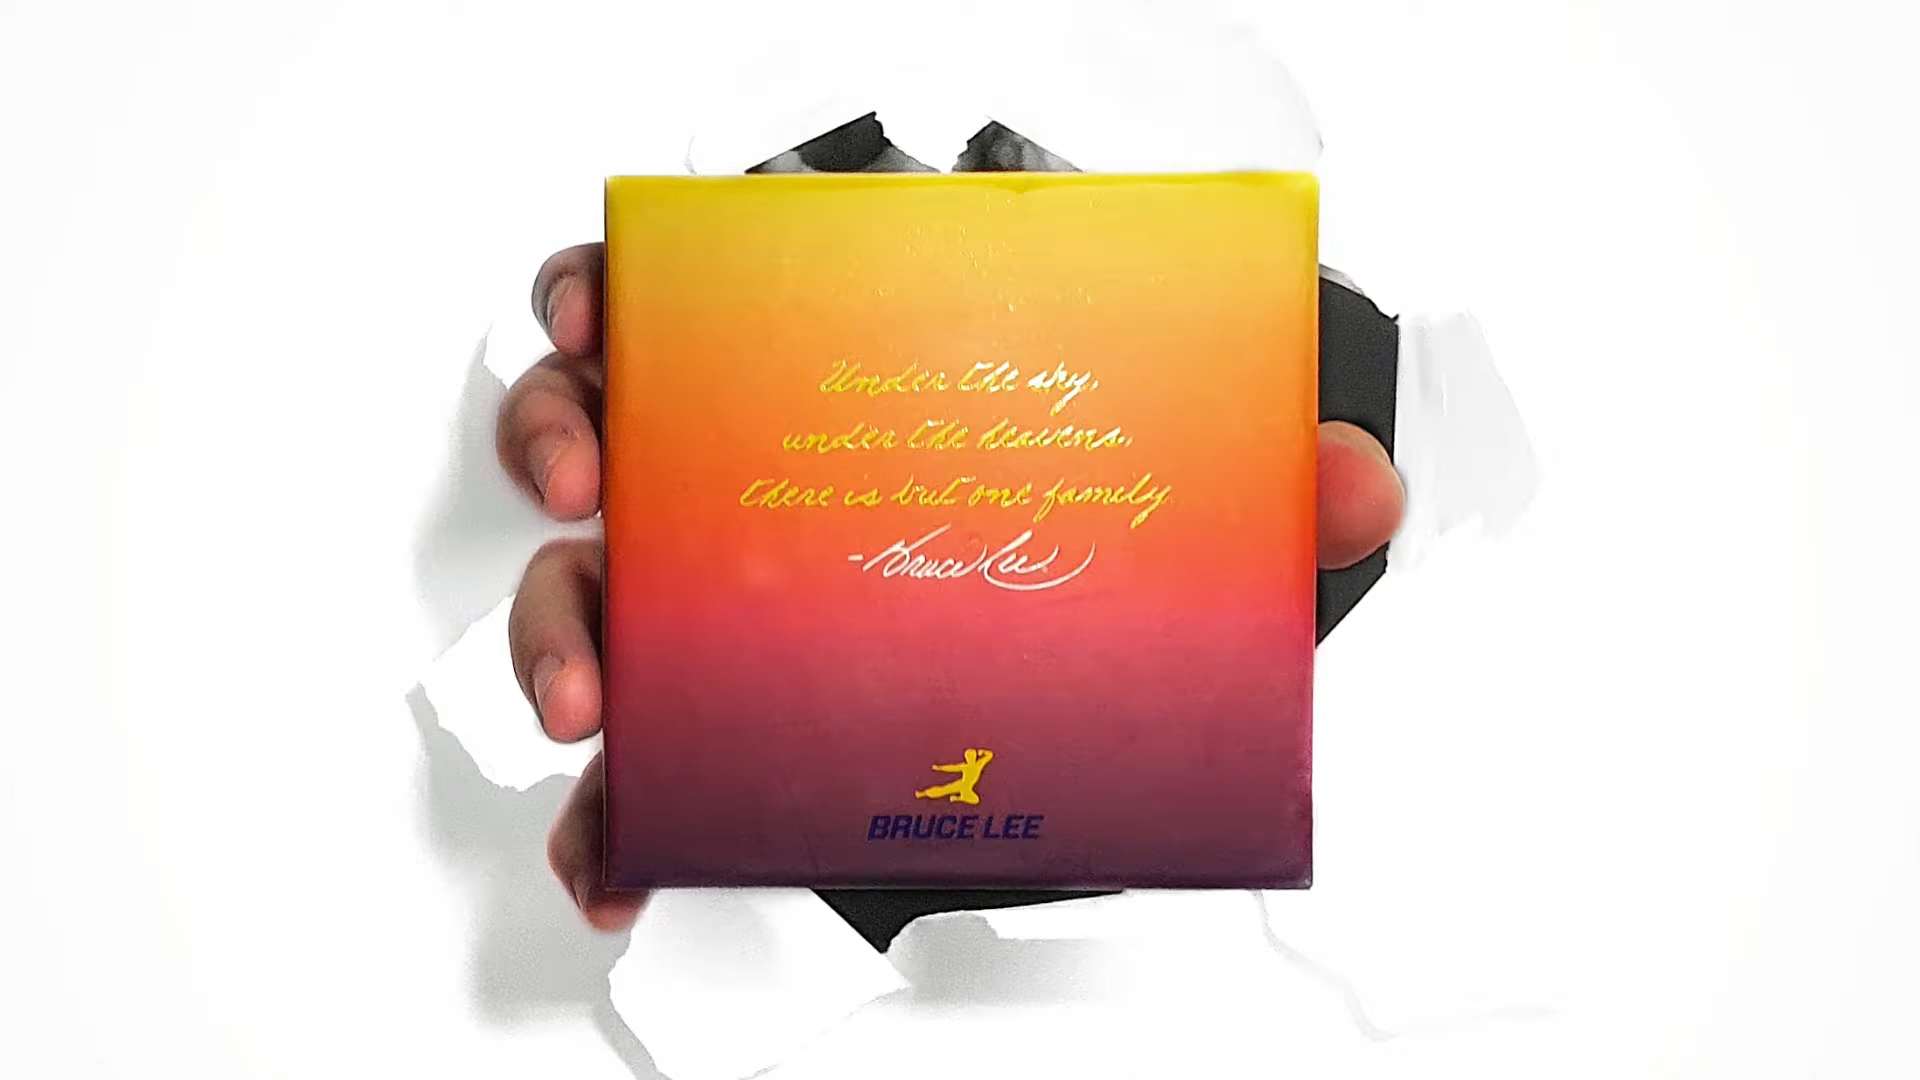 Under the sky,
under the heavens,
there is but one family
-Bruce Lee
BRUCE LEE